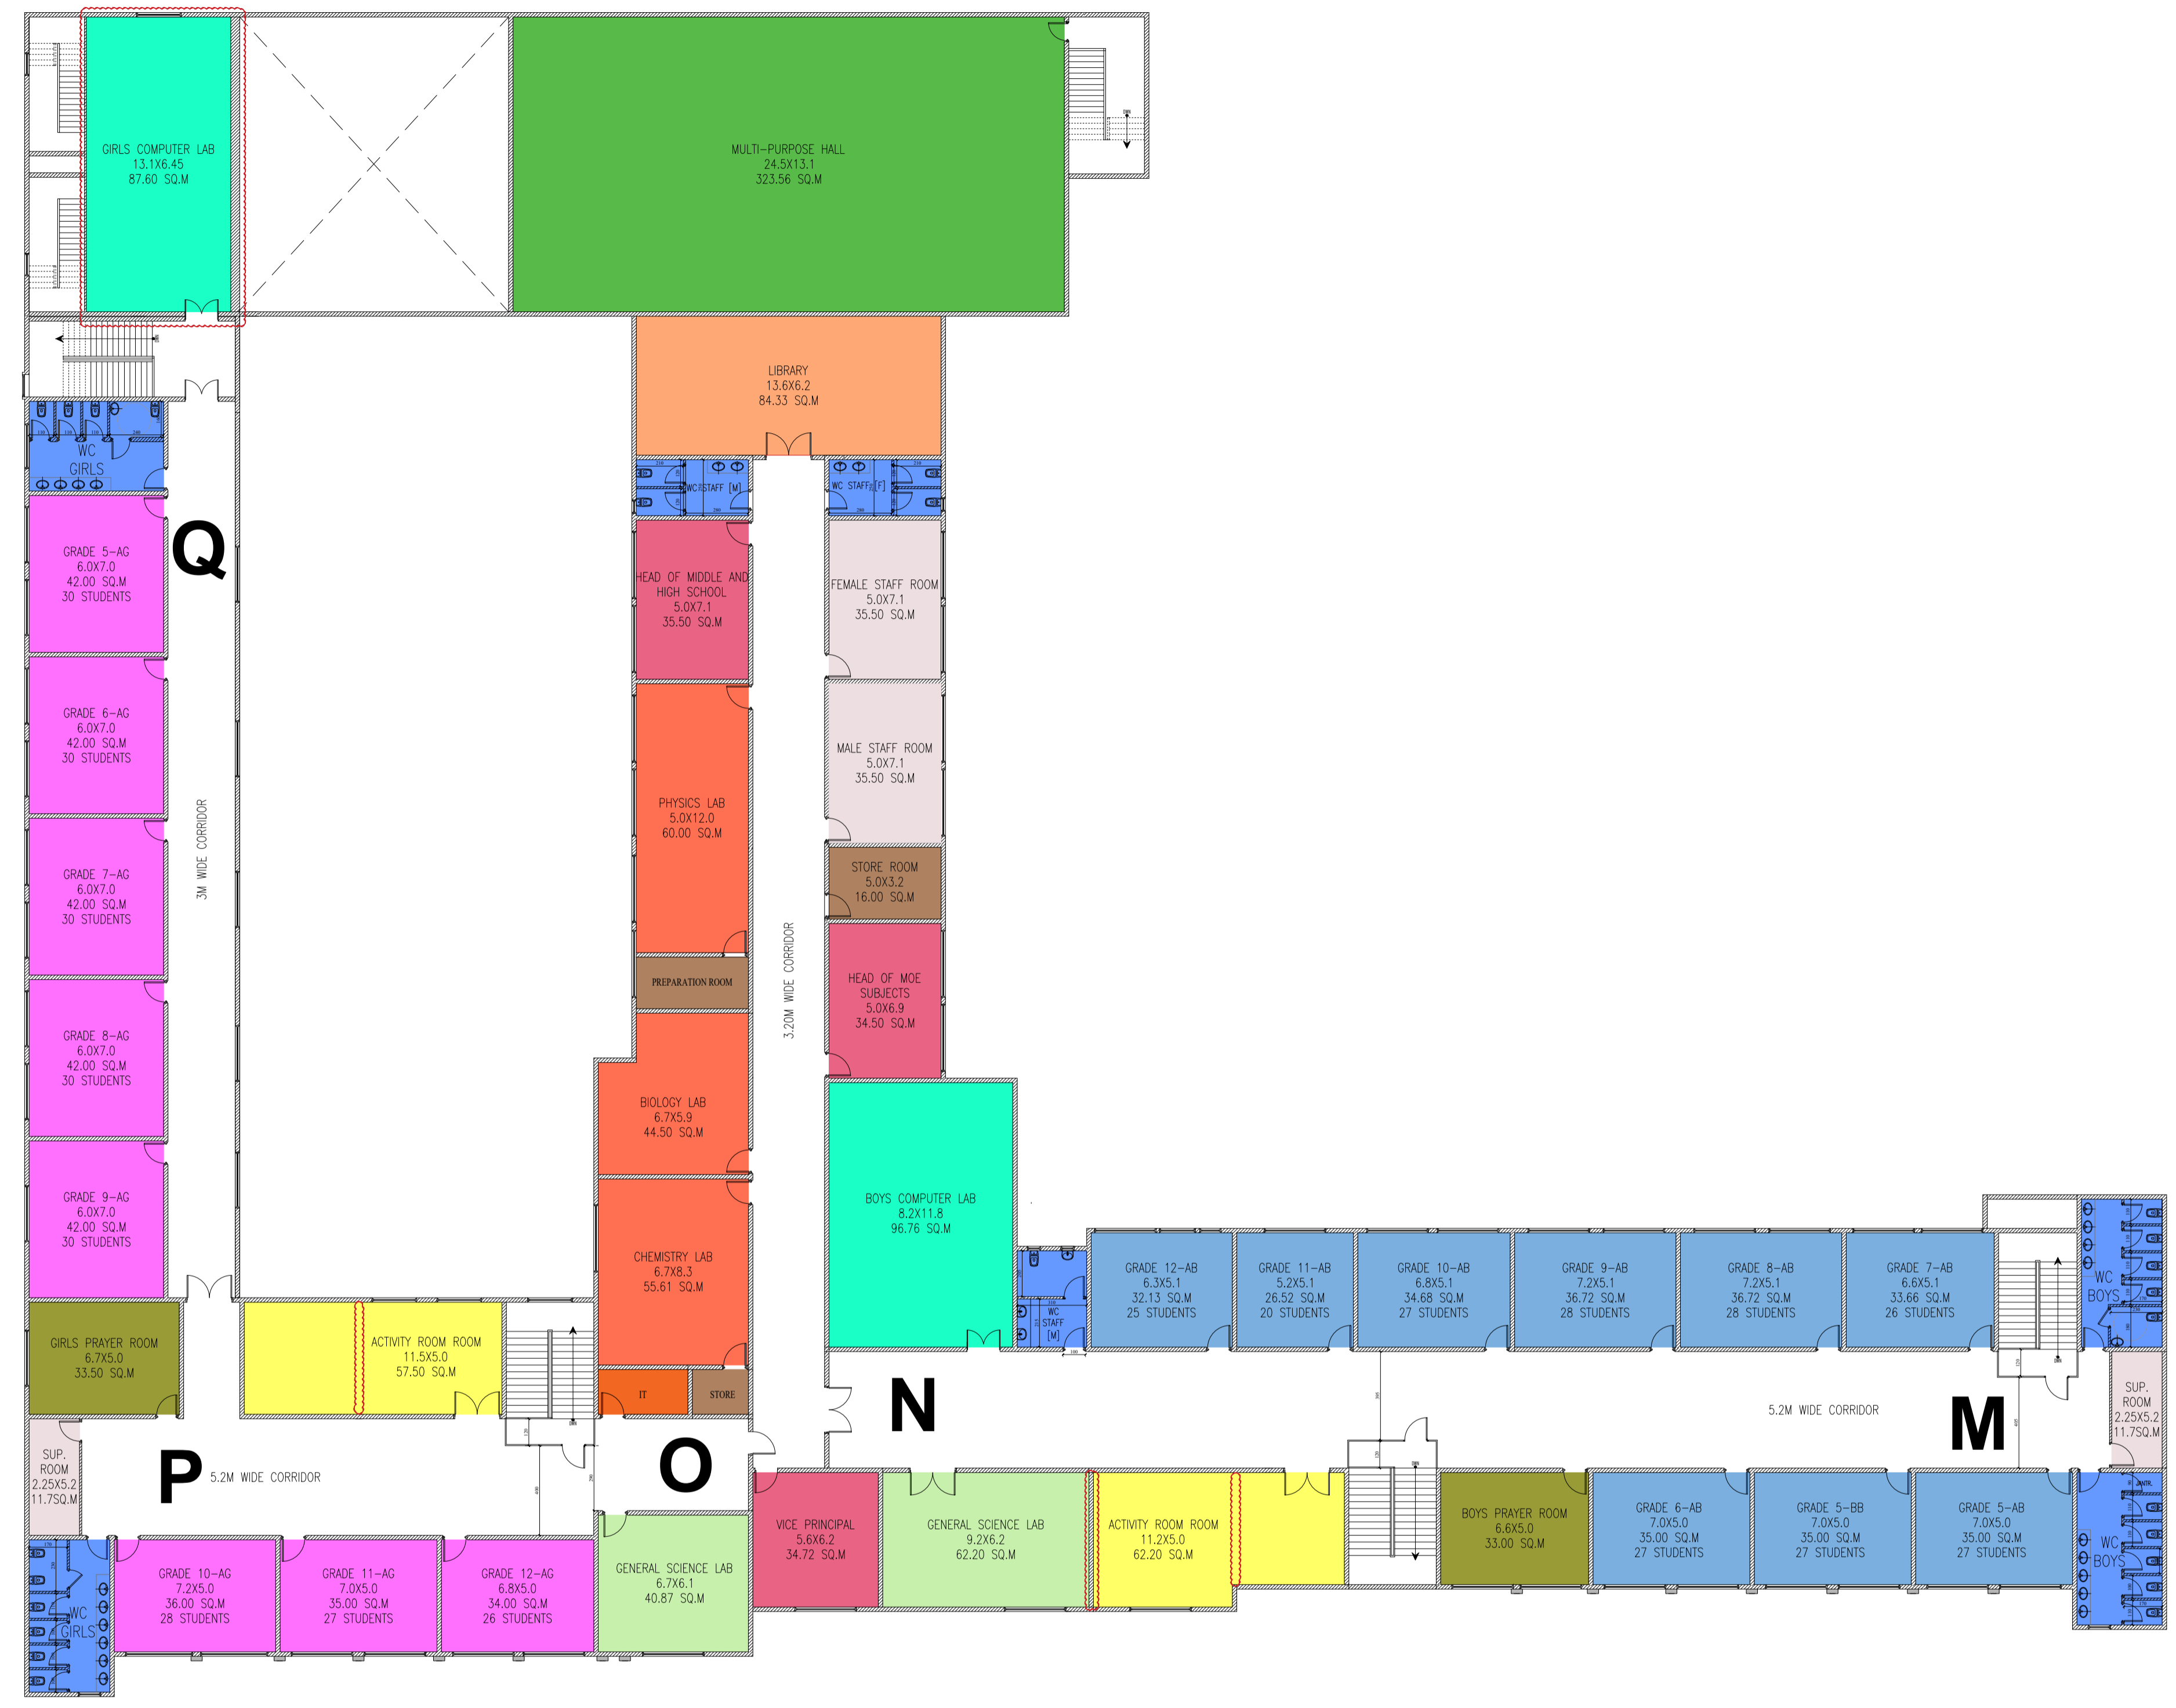 GIRLS COMPUTER LAB
13.1X6.45
87.60 SQ.M
MULTI-PURPOSE HALL
24.5X13.1
323.56 SQ.M
DWN
DWN
LIBRARY
13.6X6.2
84.33 SQ.M
WC
GIRLS
WC STAFF [M]
WC STAFF [F]
GRADE 5-AG
6.0X7.0
42.00 SQ.M
30 STUDENTS
Q
HEAD OF MIDDLE AND
HIGH SCHOOL
5.0X7.1
35.50 SQ.M
FEMALE STAFF ROOM
5.0X7.1
35.50 SQ.M
GRADE 6-AG
6.0X7.0
42.00 SQ.M
30 STUDENTS
MALE STAFF ROOM
5.0X7.1
35.50 SQ.M
PHYSICS LAB
5.0X12.0
60.00 SQ.M
3M WIDE CORRIDOR
GRADE 7-AG
6.0X7.0
42.00 SQ.M
30 STUDENTS
STORE ROOM
5.0X3.2
16.00 SQ.M
3.20M WIDE CORRIDOR
PREPARATION ROOM
HEAD OF MOE
SUBJECTS
5.0X6.9
34.50 SQ.M
GRADE 8-AG
6.0X7.0
42.00 SQ.M
30 STUDENTS
BIOLOGY LAB
6.7X5.9
44.50 SQ.M
GRADE 9-AG
6.0X7.0
42.00 SQ.M
30 STUDENTS
BOYS COMPUTER LAB
8.2X11.8
96.76 SQ.M
CHEMISTRY LAB
6.7X8.3
55.61 SQ.M
WC
STAFF
[M]
100
GRADE 12-AB
6.3X5.1
32.13 SQ.M
25 STUDENTS
GRADE 11-AB
5.2X5.1
26.52 SQ.M
20 STUDENTS
GRADE 10-AB
6.8X5.1
34.68 SQ.M
27 STUDENTS
GRADE 9-AB
7.2X5.1
36.72 SQ.M
28 STUDENTS
GRADE 8-AB
7.2X5.1
36.72 SQ.M
28 STUDENTS
GRADE 7-AB
6.6X5.1
33.66 SQ.M
26 STUDENTS
WC
BOYS
GIRLS PRAYER ROOM
6.7X5.0
33.50 SQ.M
ACTIVITY ROOM ROOM
11.5X5.0
57.50 SQ.M
IT
STORE
N
5.2M WIDE CORRIDOR
M
SUP.
ROOM
2.25X5.2
11.7SQ.M
SUP.
ROOM
2.25X5.2
11.7SQ.M
P
5.2M WIDE CORRIDOR
O
VICE PRINCIPAL
5.6X6.2
34.72 SQ.M
GENERAL SCIENCE LAB
9.2X6.2
62.20 SQ.M
ACTIVITY ROOM ROOM
11.2X5.0
62.20 SQ.M
BOYS PRAYER ROOM
6.6X5.0
33.00 SQ.M
GRADE 6-AB
7.0X5.0
35.00 SQ.M
27 STUDENTS
GRADE 5-BB
7.0X5.0
35.00 SQ.M
27 STUDENTS
GRADE 5-AB
7.0X5.0
35.00 SQ.M
27 STUDENTS
JANTR.
WC
BOYS
WC
GIRLS
GRADE 10-AG
7.2X5.0
36.00 SQ.M
28 STUDENTS
GRADE 11-AG
7.0X5.0
35.00 SQ.M
27 STUDENTS
GRADE 12-AG
6.8X5.0
34.00 SQ.M
26 STUDENTS
GENERAL SCIENCE LAB
6.7X6.1
40.87 SQ.M